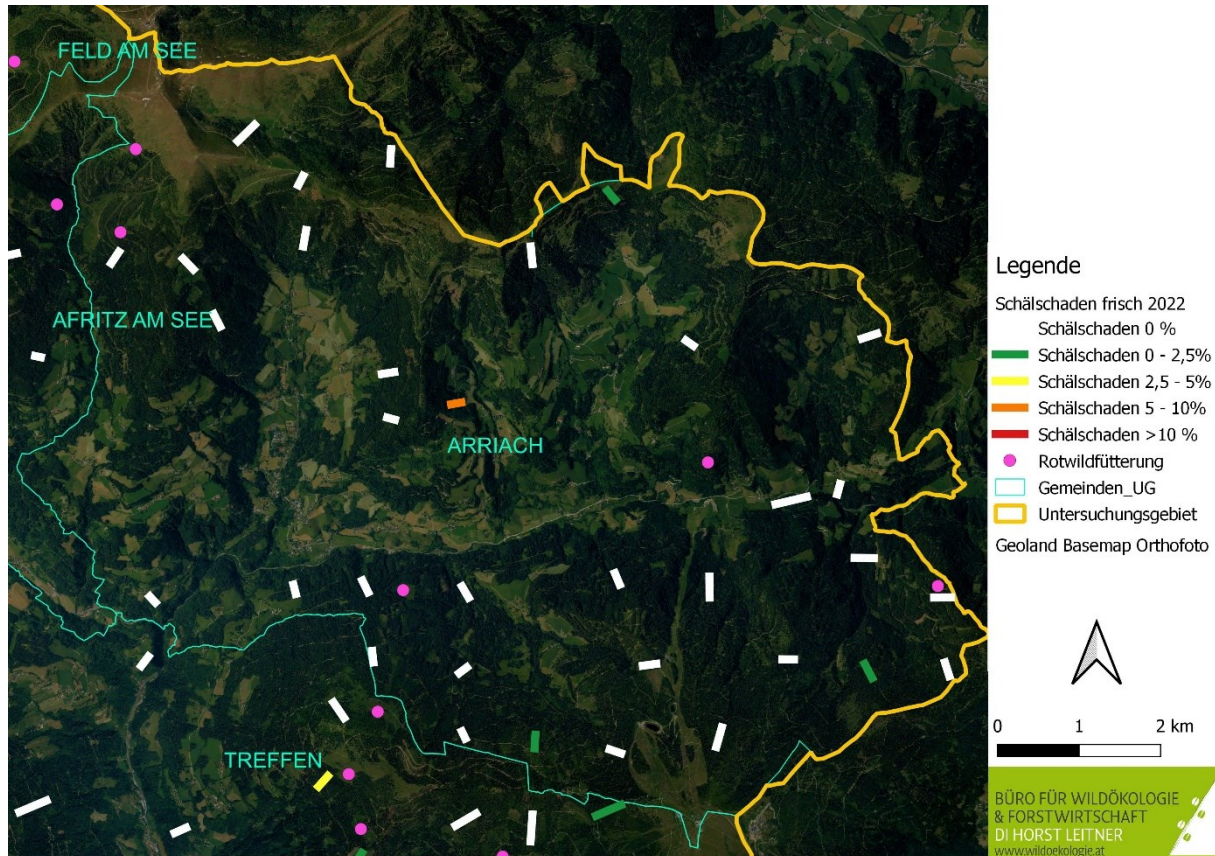 FELD AM SEE
AFRITZ AM SEE
ARRIACH
TREFFEN
Legende
Schälschaden frisch 2022
Schälschaden 0 %
Schälschaden 0 - 2,5%
Schälschaden 2,5 - 5%
Schälschaden 5 - 10%
Schälschaden >10 %
Rotwildfütterung
Gemeinden_UG
Untersuchungsgebiet
Geoland Basemap Orthofoto
0 1 2 km
BÜRO FÜR WILDÖKOLOGIE
& FORSTWIRTSCHAFT
DI HORST LEITNER
www.wildoekologie.at